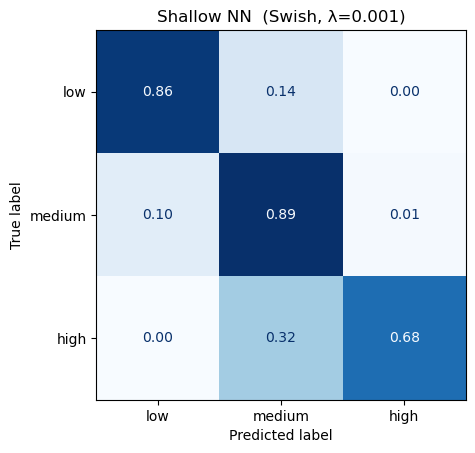 Shallow NN  (Swish, λ=0.001)
True label
low
0.86
0.14
0.00
medium
0.10
0.89
0.01
high
0.00
0.32
0.68
low
medium
high
Predicted label